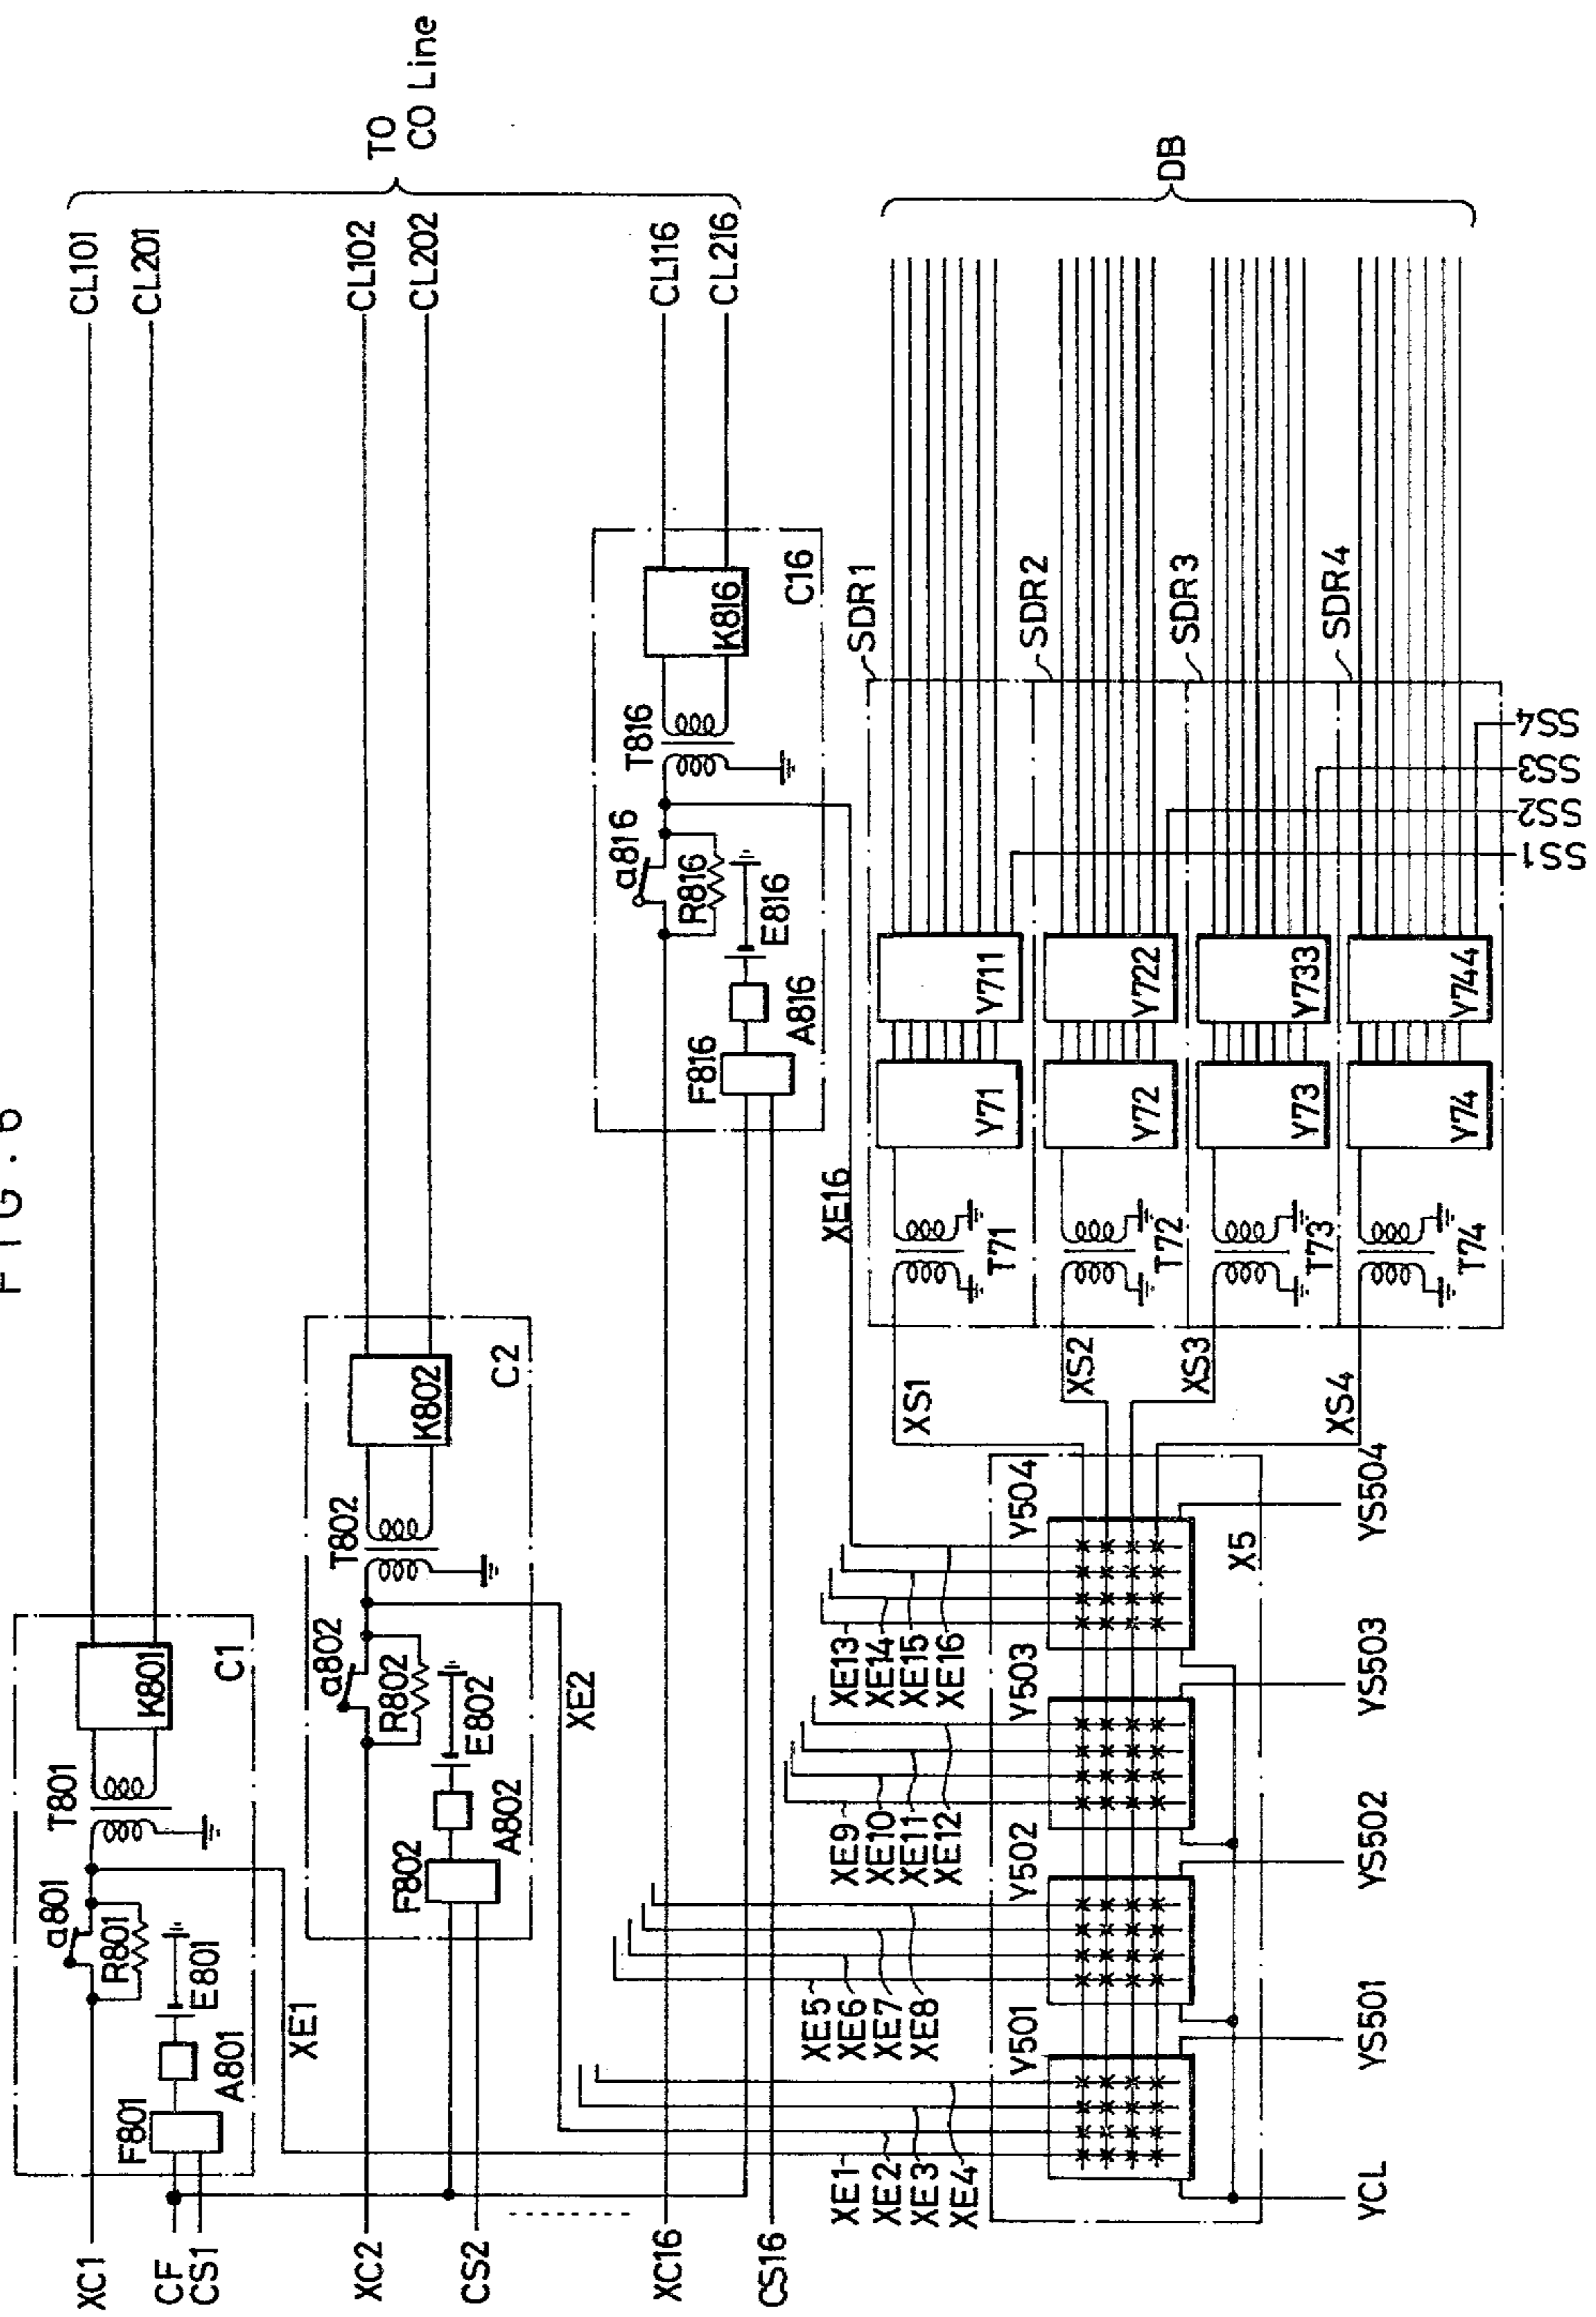 FIG. 6
CL101
CL201
CL102
CL202
TO
CO Line
CL116
CL216
K801
C1
T801
a801
R801
E801
A801
F801
XE1
XC1
CF
CS1
K802
C2
T802
a802
R802
E802
A802
F802
XE2
XC2
CS2
K816
C16
T816
a816
R816
E816
A816
F816
XE16
XC16
CS16
DB
SDR1
SDR2
SDR3
SDR4
SS1
SS2
SS3
SS4
Y711
Y722
Y733
Y744
Y71
Y72
Y73
Y74
T71
T72
T73
T74
XS1
XS2
XS3
XS4
XE1
XE2
XE3
XE4
XE5
XE6
XE7
XE8
XE9
XE10
XE11
XE12
XE13
XE14
XE15
XE16
Y501
Y502
Y503
Y504
X5
YCL
YS501
YS502
YS503
YS504